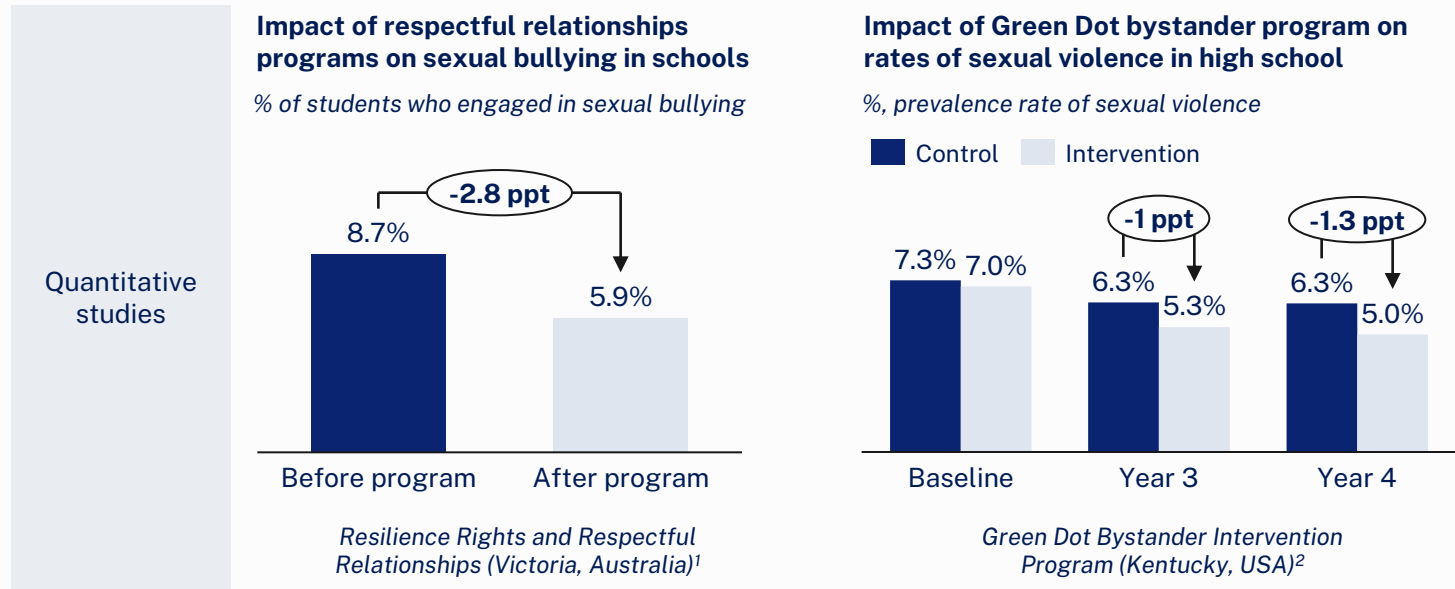 Quantitative
studies
Impact of respectful relationships
programs on sexual bullying in schools
% of students who engaged in sexual bullying
-2.8 ppt
8.7%
5.9%
Before program
After program
Resilience Rights and Respectful
Relationships (Victoria, Australia)¹
Impact of Green Dot bystander program on
rates of sexual violence in high school
%, prevalence rate of sexual violence
Control
Intervention
-1 ppt
-1.3 ppt
7.3%
7.0%
6.3%
5.3%
6.3%
5.0%
Baseline
Year 3
Year 4
Green Dot Bystander Intervention
Program (Kentucky, USA)²